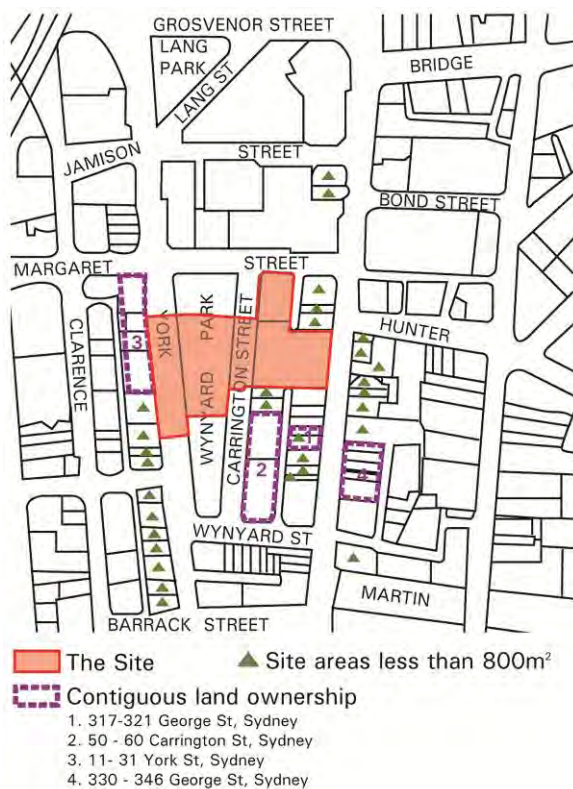 GROSVENOR STREET
LANG
PARK
LANG ST
BRIDGE
JAMISON
STREET
BOND STREET
MARGARET
STREET
HUNTER
CLARENCE
3
YORK
WYNYARD PARK
CARRINGTON STREET
1
2
4
WYNYARD ST
MARTIN
BARRACK STREET
The Site
Site areas less than 800m²
Contiguous land ownership
1. 317-321 George St, Sydney
2. 50 - 60 Carrington St, Sydney
3. 11- 31 York St, Sydney
4. 330 - 346 George St, Sydney